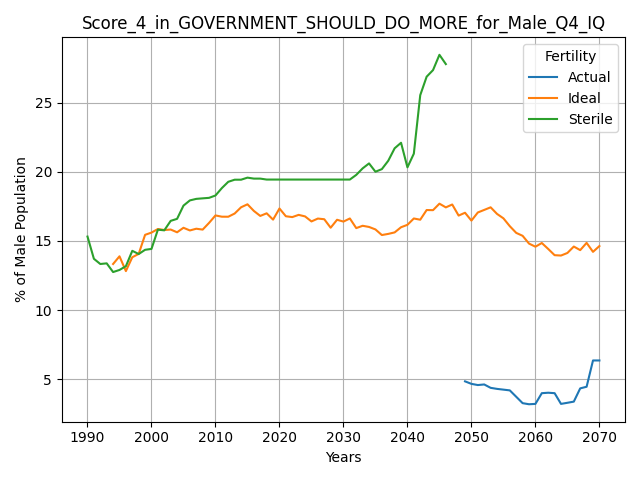 Score_4_in_GOVERNMENT_SHOULD_DO_MORE_for_Male_Q4_IQ
Fertility
Actual
Ideal
Sterile
% of Male Population
25
20
15
10
5
1990 2000 2010 2020 2030 2040 2050 2060 2070
Years